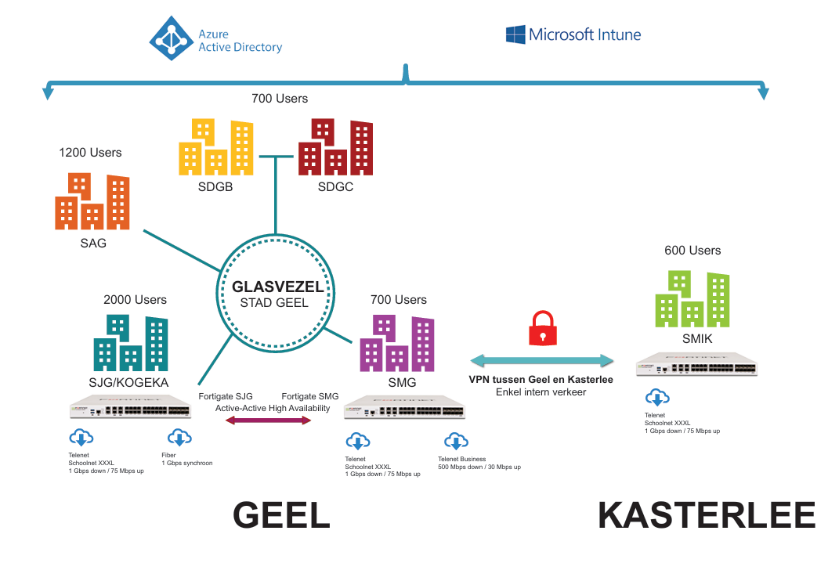 Azure
Active Directory
Microsoft Intune
700 Users
1200 Users
SDGB
SDGC
SAG
GLASVEZEL
STAD GEEL
600 Users
2000 Users
700 Users
SMIK
SJG/KOGEKA
SMG
VPN tussen Geel en Kasterlee
Enkel intern verkeer
Fortigate SJG
Fortigate SMG
Active-Active High Availability
FORTINET
FORTINET
FORTINET
Telenet
Schoolnet XXXL
1 Gbps down / 75 Mbps up
Fiber
1 Gbps synchroon
Telenet
Schoolnet XXXL
1 Gbps down / 75 Mbps up
Telenet Business
500 Mbps down / 30 Mbps up
Telenet
Schoolnet XXXL
1 Gbps down / 75 Mbps up
GEEL
KASTERLEE